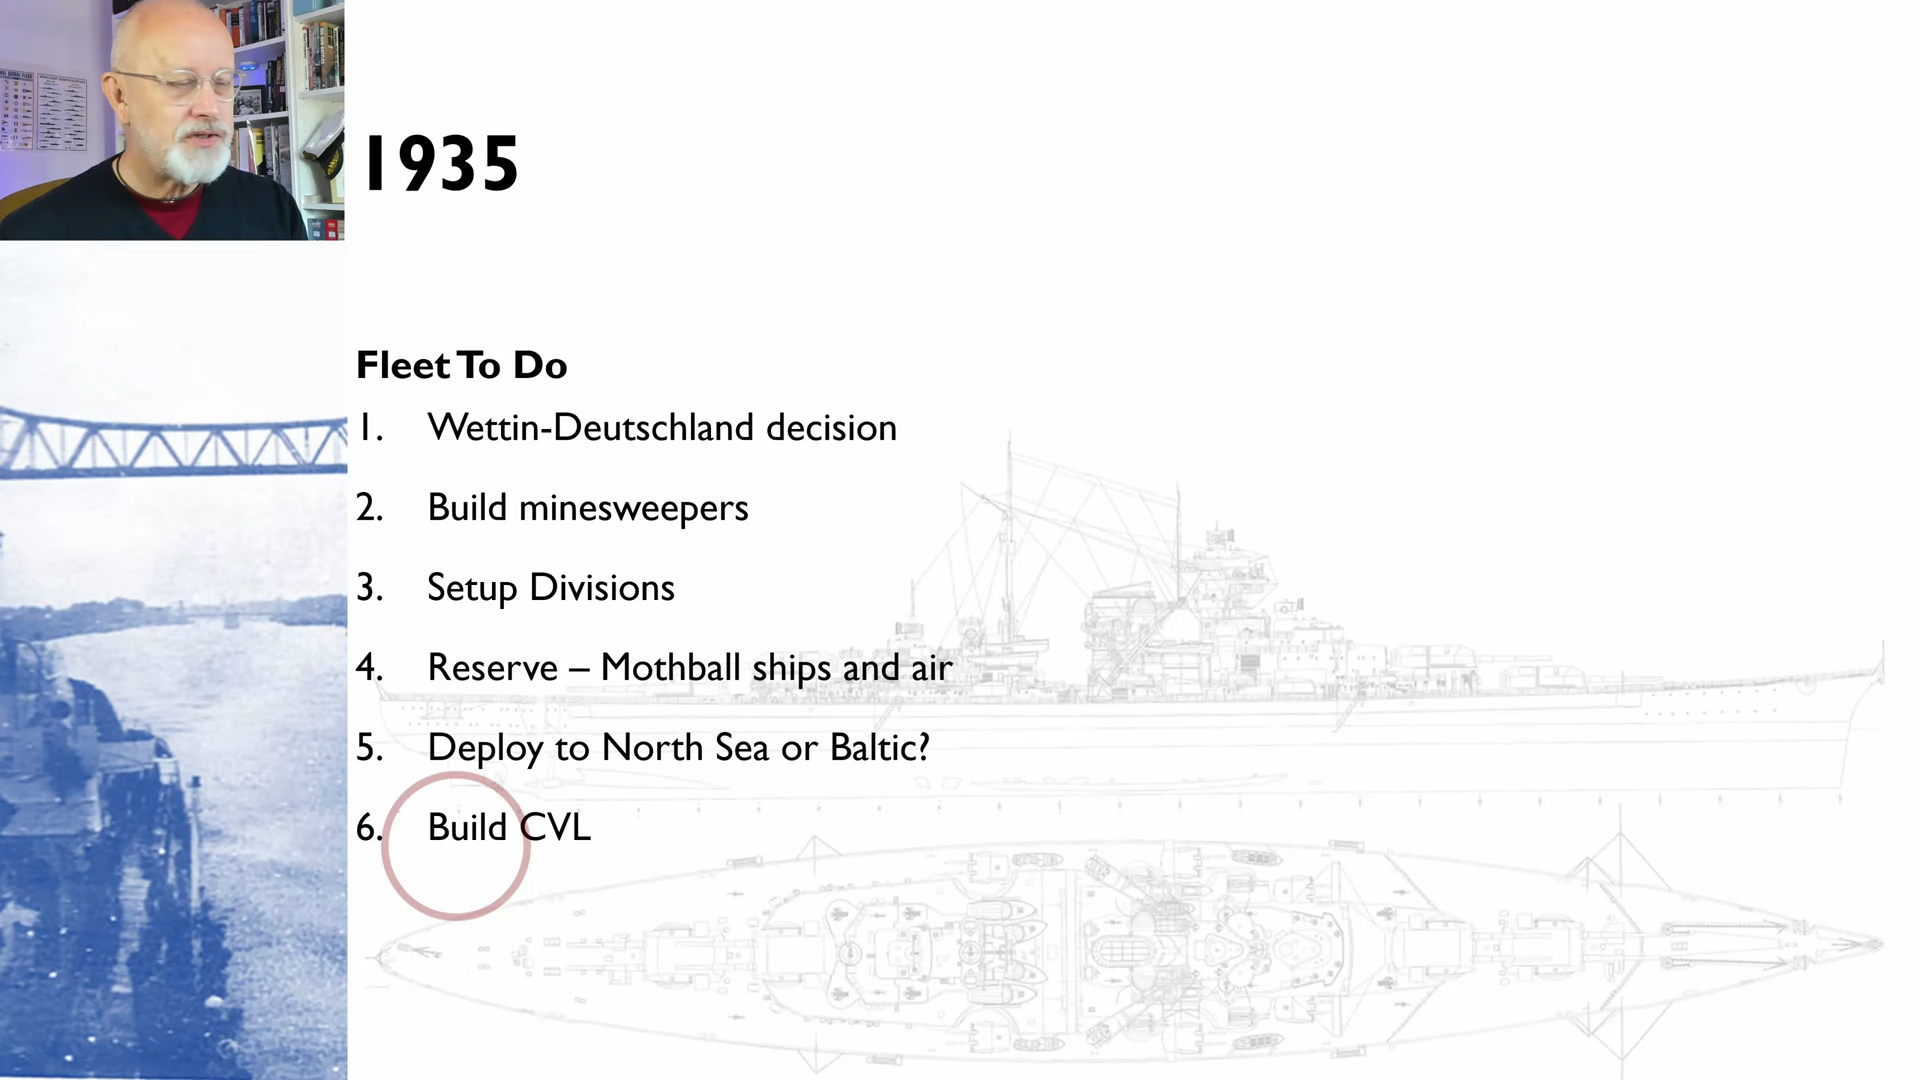 1935
Fleet To Do
1. Wettin-Deutschland decision
2. Build minesweepers
3. Setup Divisions
4. Reserve – Mothball ships and air
5. Deploy to North Sea or Baltic?
6. Build CVL